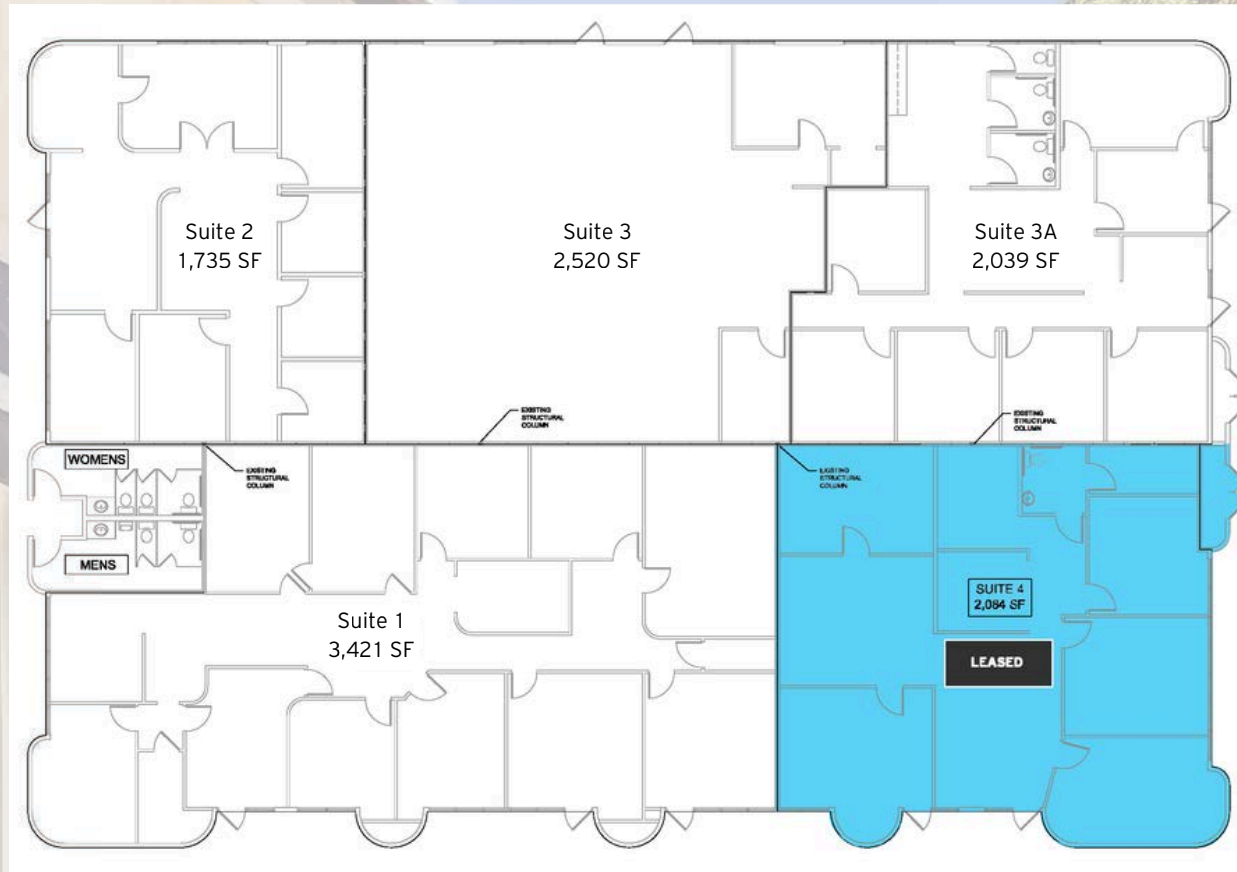 Suite 2
1,735 SF
Suite 3
2,520 SF
Suite 3A
2,039 SF
EXISTING
STRUCTURAL
COLUMN
EXISTING
STRUCTURAL
COLUMN
WOMENS
EXISTING
STRUCTURAL
COLUMN
EXISTING
STRUCTURAL
COLUMN
MENS
Suite 1
3,421 SF
SUITE 4
2,084 SF
LEASED